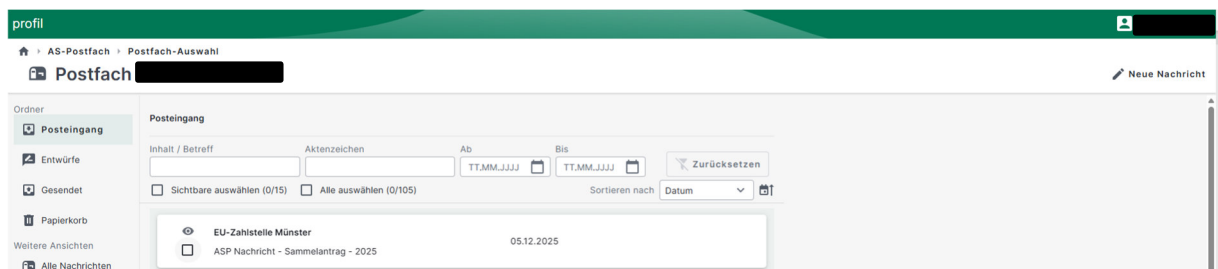 profil
AS-Postfach › Postfach-Auswahl
Postfach
Neue Nachricht
Ordner
Posteingang
Entwürfe
Gesendet
Papierkorb
Weitere Ansichten
Alle Nachrichten
Posteingang
Inhalt / Betreff Aktenzeichen Ab Bis
TT.MM.JJJJ TT.MM.JJJJ Zurücksetzen
Sichtbare auswählen (0/15) Alle auswählen (0/105) Sortieren nach Datum
EU-Zahlstelle Münster
05.12.2025
ASP Nachricht - Sammelantrag - 2025